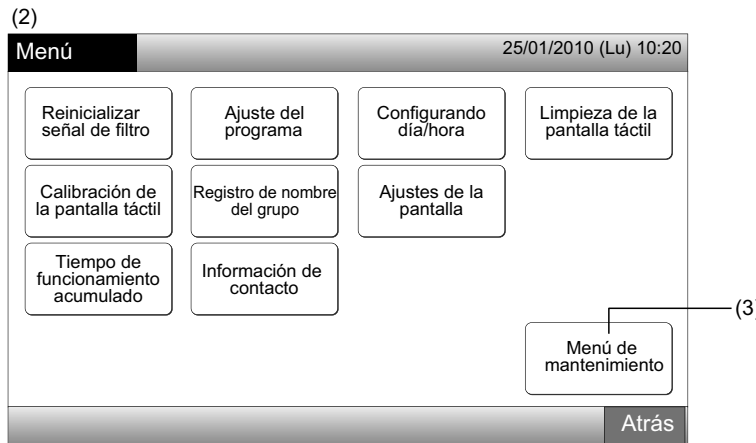 (2)
Menú
25/01/2010 (Lu) 10:20
Reinicializar
señal de filtro
Ajuste del
programa
Configurando
día/hora
Limpieza de la
pantalla táctil
Calibración de
la pantalla táctil
Registro de nombre
del grupo
Ajustes de la
pantalla
Tiempo de
funcionamiento
acumulado
Información de
contacto
(3)
Menú de
mantenimiento
Atrás